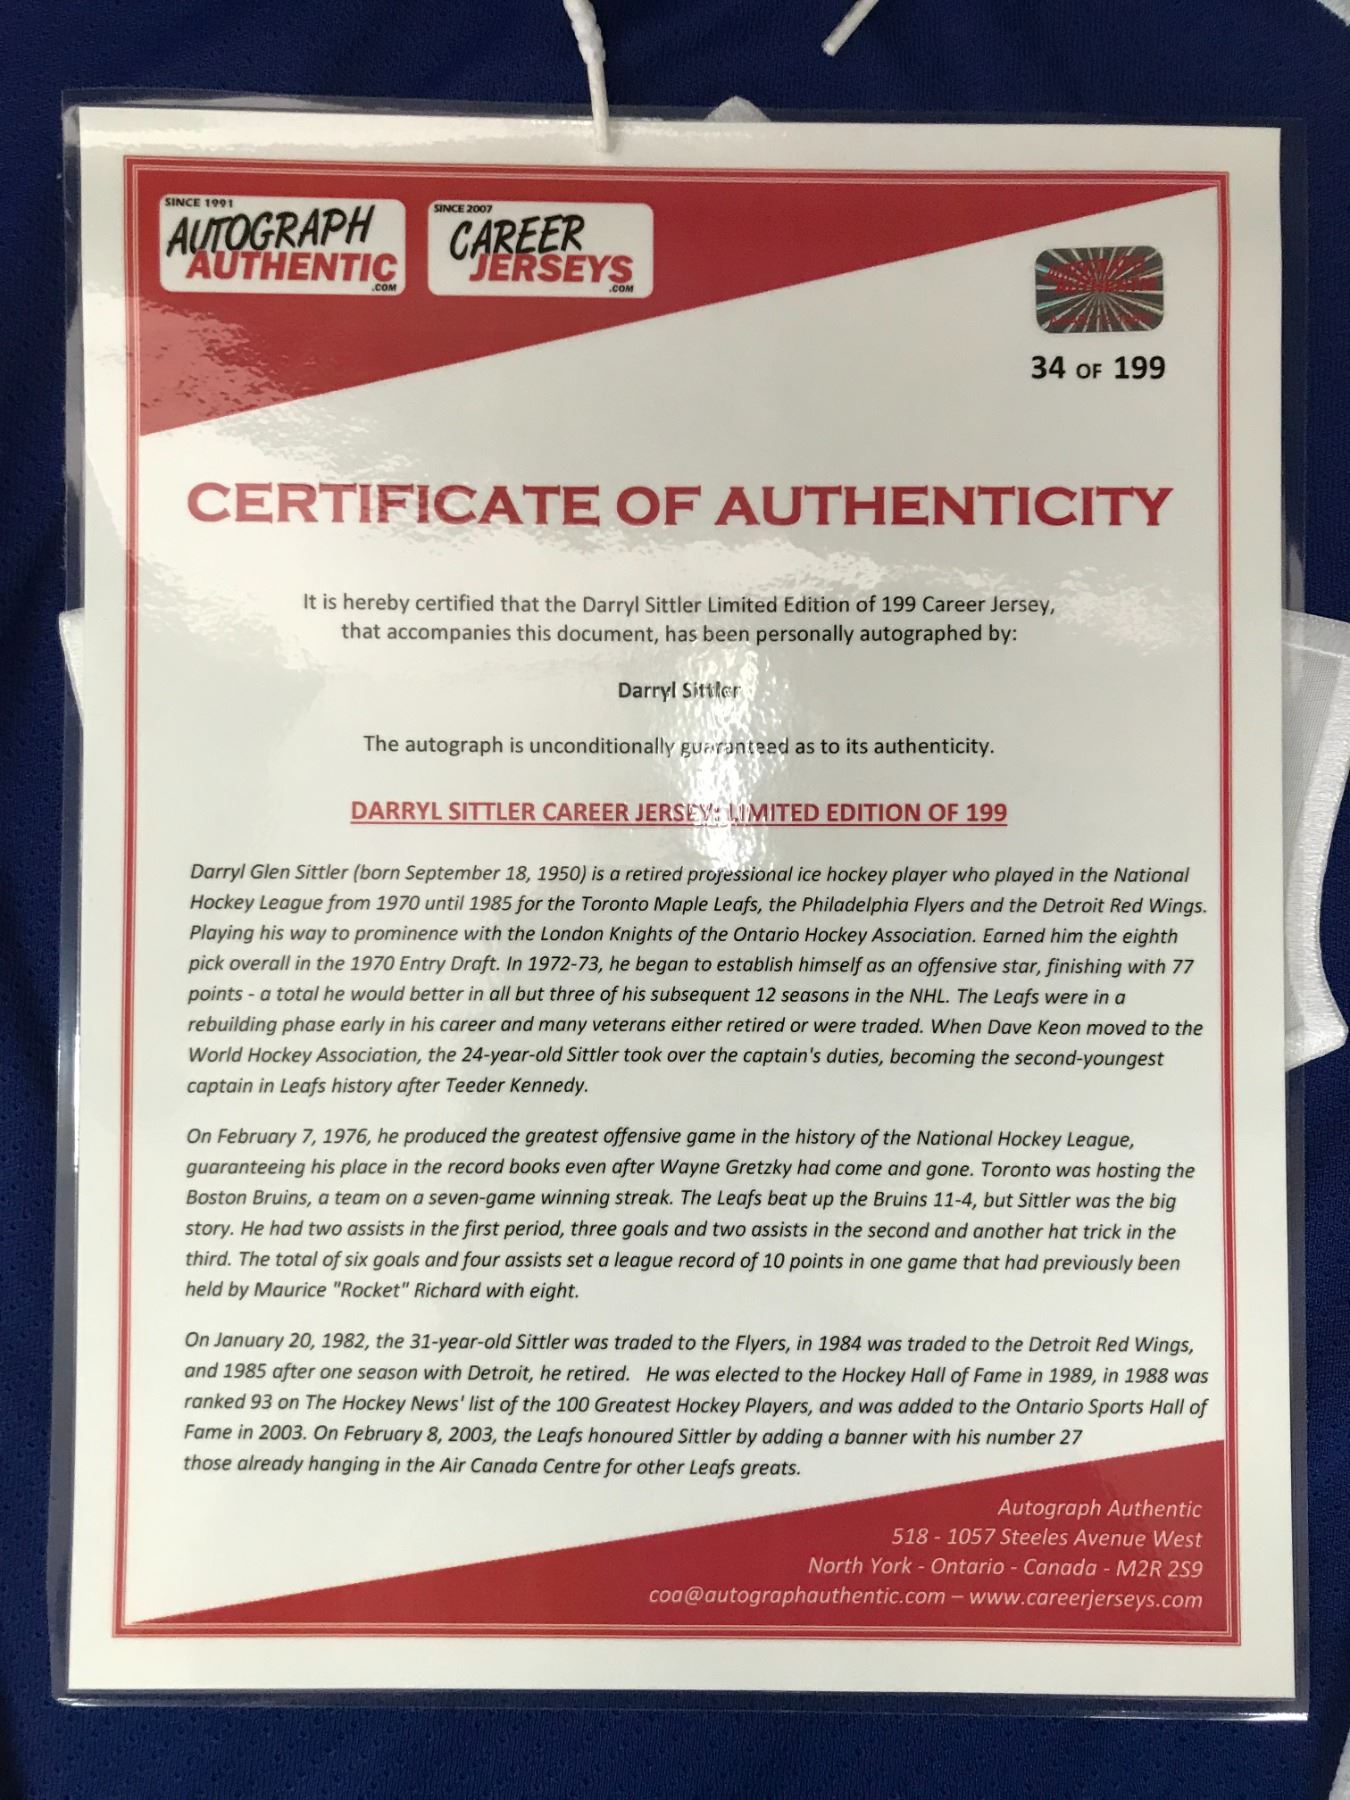 SINCE 1991
AUTOGRAPH
AUTHENTIC
.COM
SINCE 2007
CAREER
JERSEYS
.COM
34 OF 199
CERTIFICATE OF AUTHENTICITY
It is hereby certified that the Darryl Sittler Limited Edition of 199 Career Jersey,
that accompanies this document, has been personally autographed by:
Darryl Sittler
The autograph is unconditionally guaranteed as to its authenticity.
DARRYL SITTLER CAREER JERSEY: LIMITED EDITION OF 199
Darryl Glen Sittler (born September 18, 1950) is a retired professional ice hockey player who played in the National
Hockey League from 1970 until 1985 for the Toronto Maple Leafs, the Philadelphia Flyers and the Detroit Red Wings.
Playing his way to prominence with the London Knights of the Ontario Hockey Association. Earned him the eighth
pick overall in the 1970 Entry Draft. In 1972-73, he began to establish himself as an offensive star, finishing with 77
points - a total he would better in all but three of his subsequent 12 seasons in the NHL. The Leafs were in a
rebuilding phase early in his career and many veterans either retired or were traded. When Dave Keon moved to the
World Hockey Association, the 24-year-old Sittler took over the captain's duties, becoming the second-youngest
captain in Leafs history after Teeder Kennedy.
On February 7, 1976, he produced the greatest offensive game in the history of the National Hockey League,
guaranteeing his place in the record books even after Wayne Gretzky had come and gone. Toronto was hosting the
Boston Bruins, a team on a seven-game winning streak. The Leafs beat up the Bruins 11-4, but Sittler was the big
story. He had two assists in the first period, three goals and two assists in the second and another hat trick in the
third. The total of six goals and four assists set a league record of 10 points in one game that had previously been
held by Maurice "Rocket" Richard with eight.
On January 20, 1982, the 31-year-old Sittler was traded to the Flyers, in 1984 was traded to the Detroit Red Wings,
and 1985 after one season with Detroit, he retired. He was elected to the Hockey Hall of Fame in 1989, in 1988 was
ranked 93 on The Hockey News' list of the 100 Greatest Hockey Players, and was added to the Ontario Sports Hall of
Fame in 2003. On February 8, 2003, the Leafs honoured Sittler by adding a banner with his number 27
those already hanging in the Air Canada Centre for other Leafs greats.
Autograph Authentic
518 - 1057 Steeles Avenue West
North York - Ontario - Canada - M2R 2S9
coa@autographauthentic.com – www.careerjerseys.com